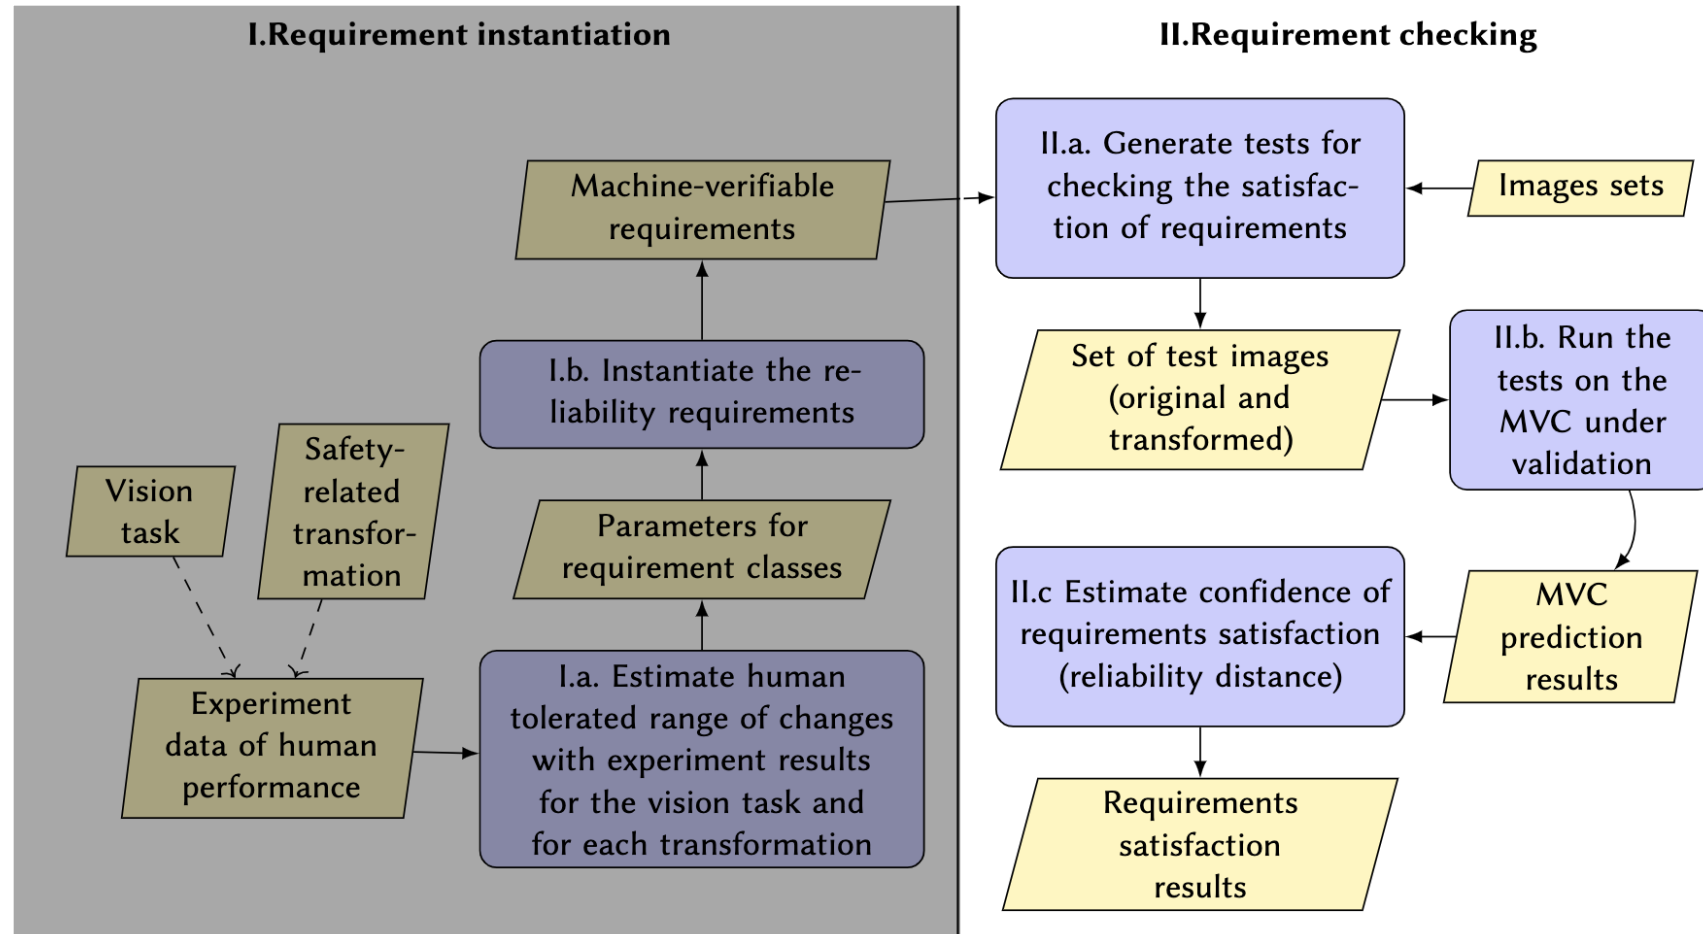 I.Requirement instantiation
Machine-verifiable
requirements
I.b. Instantiate the re-
liability requirements
Safety-
related
transfor-
mation
Vision
task
Parameters for
requirement classes
Experiment
data of human
performance
I.a. Estimate human
tolerated range of changes
with experiment results
for the vision task and
for each transformation
II.Requirement checking
II.a. Generate tests for
checking the satisfac-
tion of requirements
Images sets
Set of test images
(original and
transformed)
II.b. Run the
tests on the
MVC under
validation
II.c Estimate confidence of
requirements satisfaction
(reliability distance)
MVC
prediction
results
Requirements
satisfaction
results